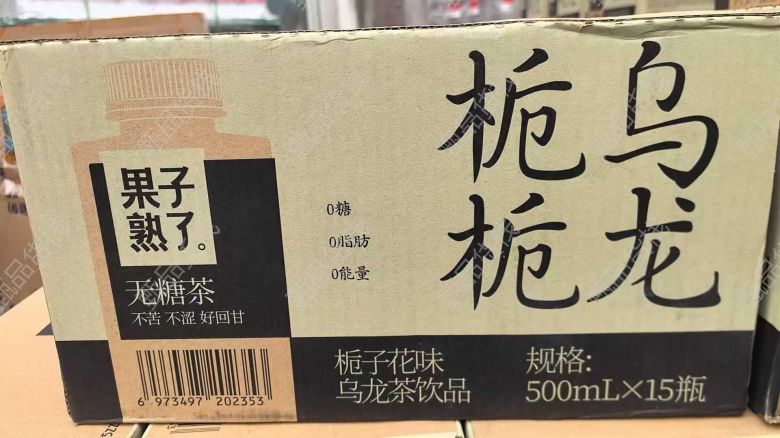 果子
熟了。
无糖茶
不苦 不涩 好回甘
6 973497 202353
0糖
0脂肪
0能量
栀栀
乌龙
栀子花味
乌龙茶饮品
规格:
500mL×15瓶